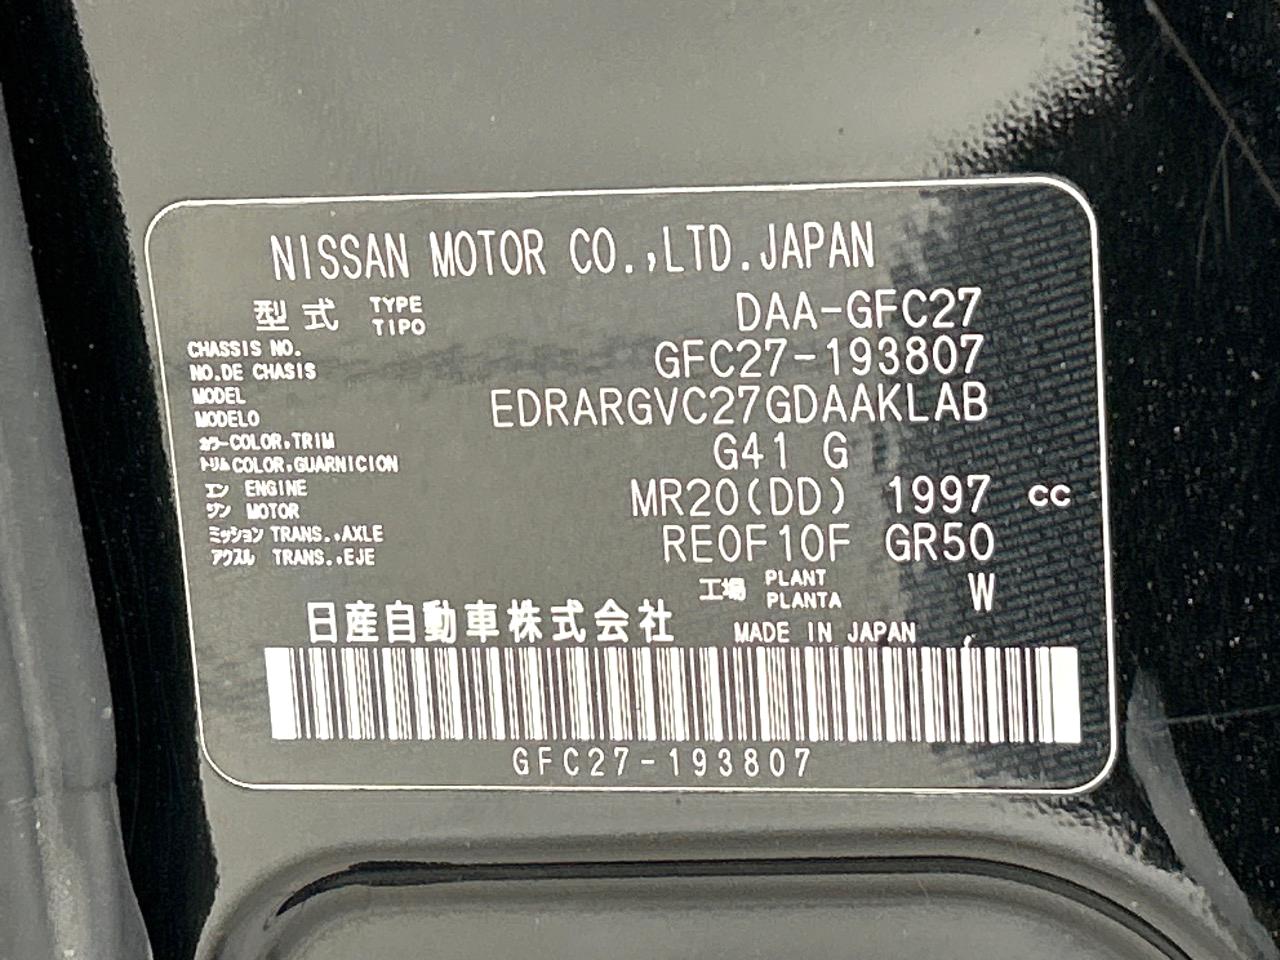 NISSAN MOTOR CO.,LTD.JAPAN
型式 TYPE TIPO DAA-GFC27
CHASSIS NO. NO.DE CHASIS GFC27-193807
MODEL MODELO EDRARGVC27GDAAKLAB
カラー COLOR,TRIM G41 G
トリム COLOR,GUARNICION
エンジン ENGINE MOTOR MR20(DD) 1997 cc
ミッション TRANS.,AXLE RE0F10F GR50
アクスル TRANS.,EJE
工場 PLANT PLANTA W
日産自動車株式会社 MADE IN JAPAN
GFC27-193807